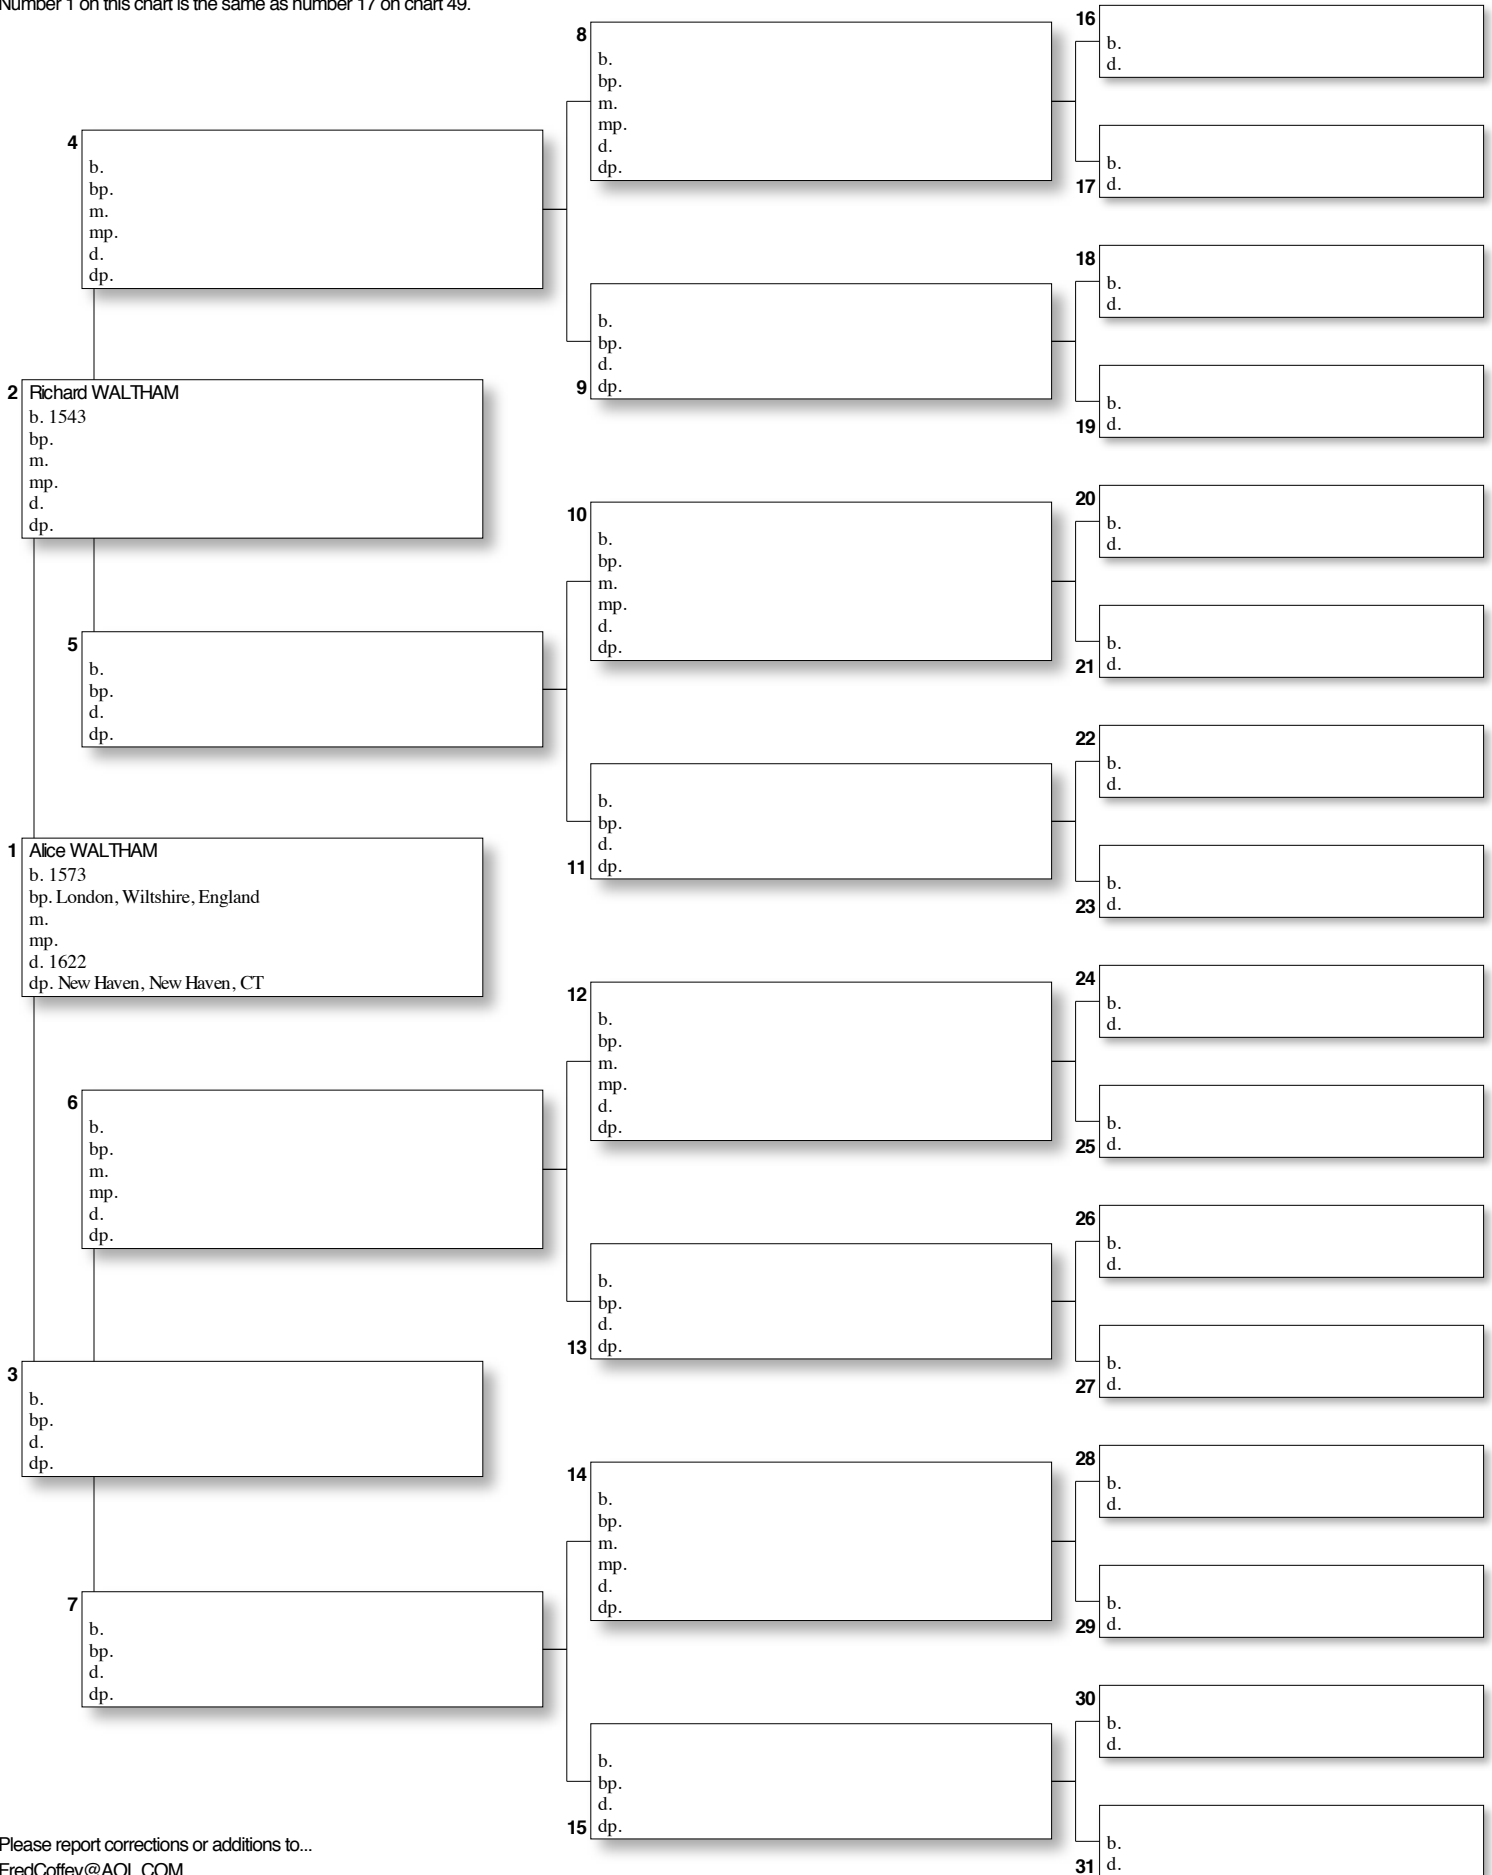 Number 1 on this chart is the same as number 17 on chart 49.
2 Richard WALTHAM
b. 1543
bp.
m.
mp.
d.
dp.
1 Alice WALTHAM
b. 1573
bp. London, Wiltshire, England
m.
mp.
d. 1622
dp. New Haven, New Haven, CT
3
b.
bp.
d.
dp.
4
b.
bp.
m.
mp.
d.
dp.
5
b.
bp.
d.
dp.
6
b.
bp.
m.
mp.
d.
dp.
7
b.
bp.
d.
dp.
8
b.
bp.
m.
mp.
d.
dp.
b.
bp.
d.
9 dp.
10
b.
bp.
m.
mp.
d.
dp.
b.
bp.
d.
11 dp.
12
b.
bp.
m.
mp.
d.
dp.
b.
bp.
d.
13 dp.
14
b.
bp.
m.
mp.
d.
dp.
b.
bp.
d.
15 dp.
16
b.
d.
b.
17 d.
18
b.
d.
b.
19 d.
20
b.
d.
b.
21 d.
22
b.
d.
b.
23 d.
24
b.
d.
b.
25 d.
26
b.
d.
b.
27 d.
28
b.
d.
b.
29 d.
30
b.
d.
b.
31 d.
Please report corrections or additions to...
FredCoffey@AOL.COM